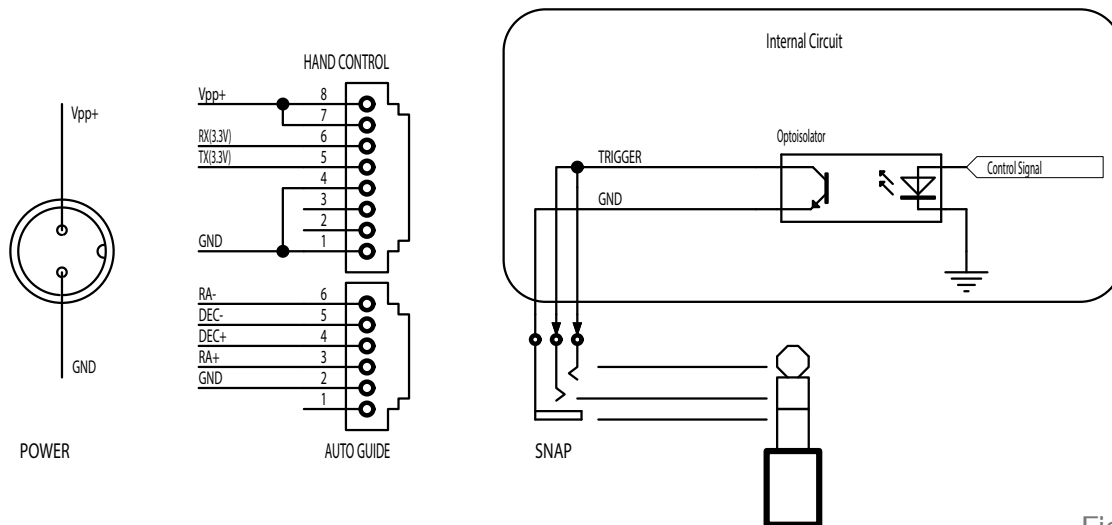 Vpp+
GND
POWER
HAND CONTROL
Vpp+ 8
7
RX(3.3V) 6
TX(3.3V) 5
4
3
2
GND 1
RA- 6
DEC- 5
DEC+ 4
RA+ 3
GND 2
1
AUTO GUIDE
Internal Circuit
Optoisolator
TRIGGER
Control Signal
GND
SNAP